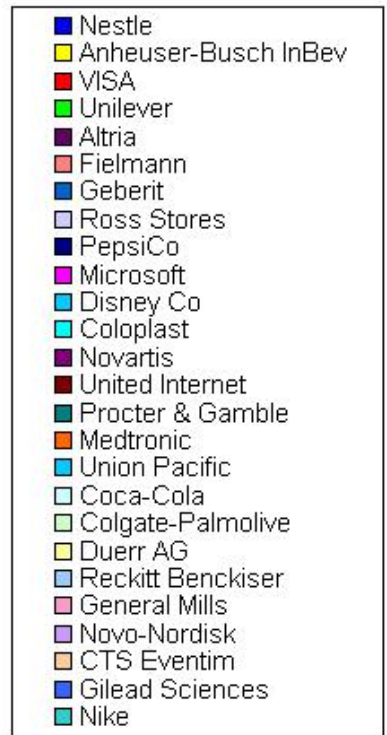 Nestle
Anheuser-Busch InBev
VISA
Unilever
Altria
Fielmann
Geberit
Ross Stores
PepsiCo
Microsoft
Disney Co
Coloplast
Novartis
United Internet
Procter & Gamble
Medtronic
Union Pacific
Coca-Cola
Colgate-Palmolive
Duerr AG
Reckitt Benckiser
General Mills
Novo-Nordisk
CTS Eventim
Gilead Sciences
Nike